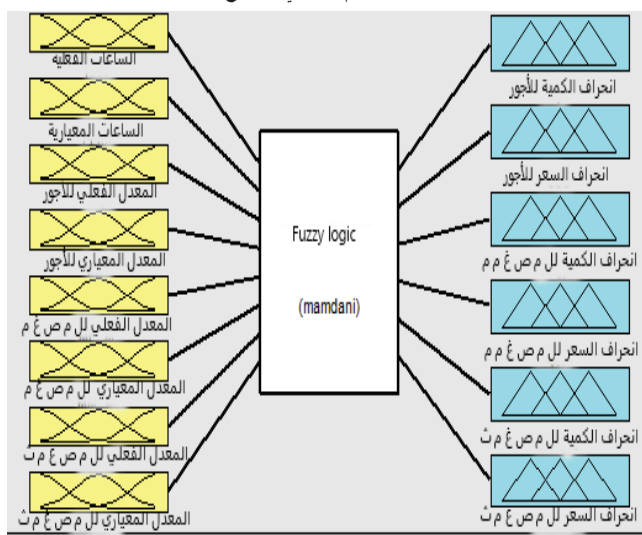 الساعات الفعليه
الساعات المعيارية
المعدل الفعلي للأجور
المعدل المعياري للأجور
المعدل الفعلي لل م ص غ م
المعدل المعياري لل م ص غ م
المعدل الفعلي لل م ص غ م ث
المعدل المعياري لل م ص غ م ث
Fuzzy logic
(mamdani)
انحراف الكمية للأجور
انحراف السعر للأجور
انحراف الكمية لل م ص غ م م
انحراف السعر لل م ص غ م م
انحراف الكمية لل م ص غ م ث
انحراف السعر لل م ص غ م ث